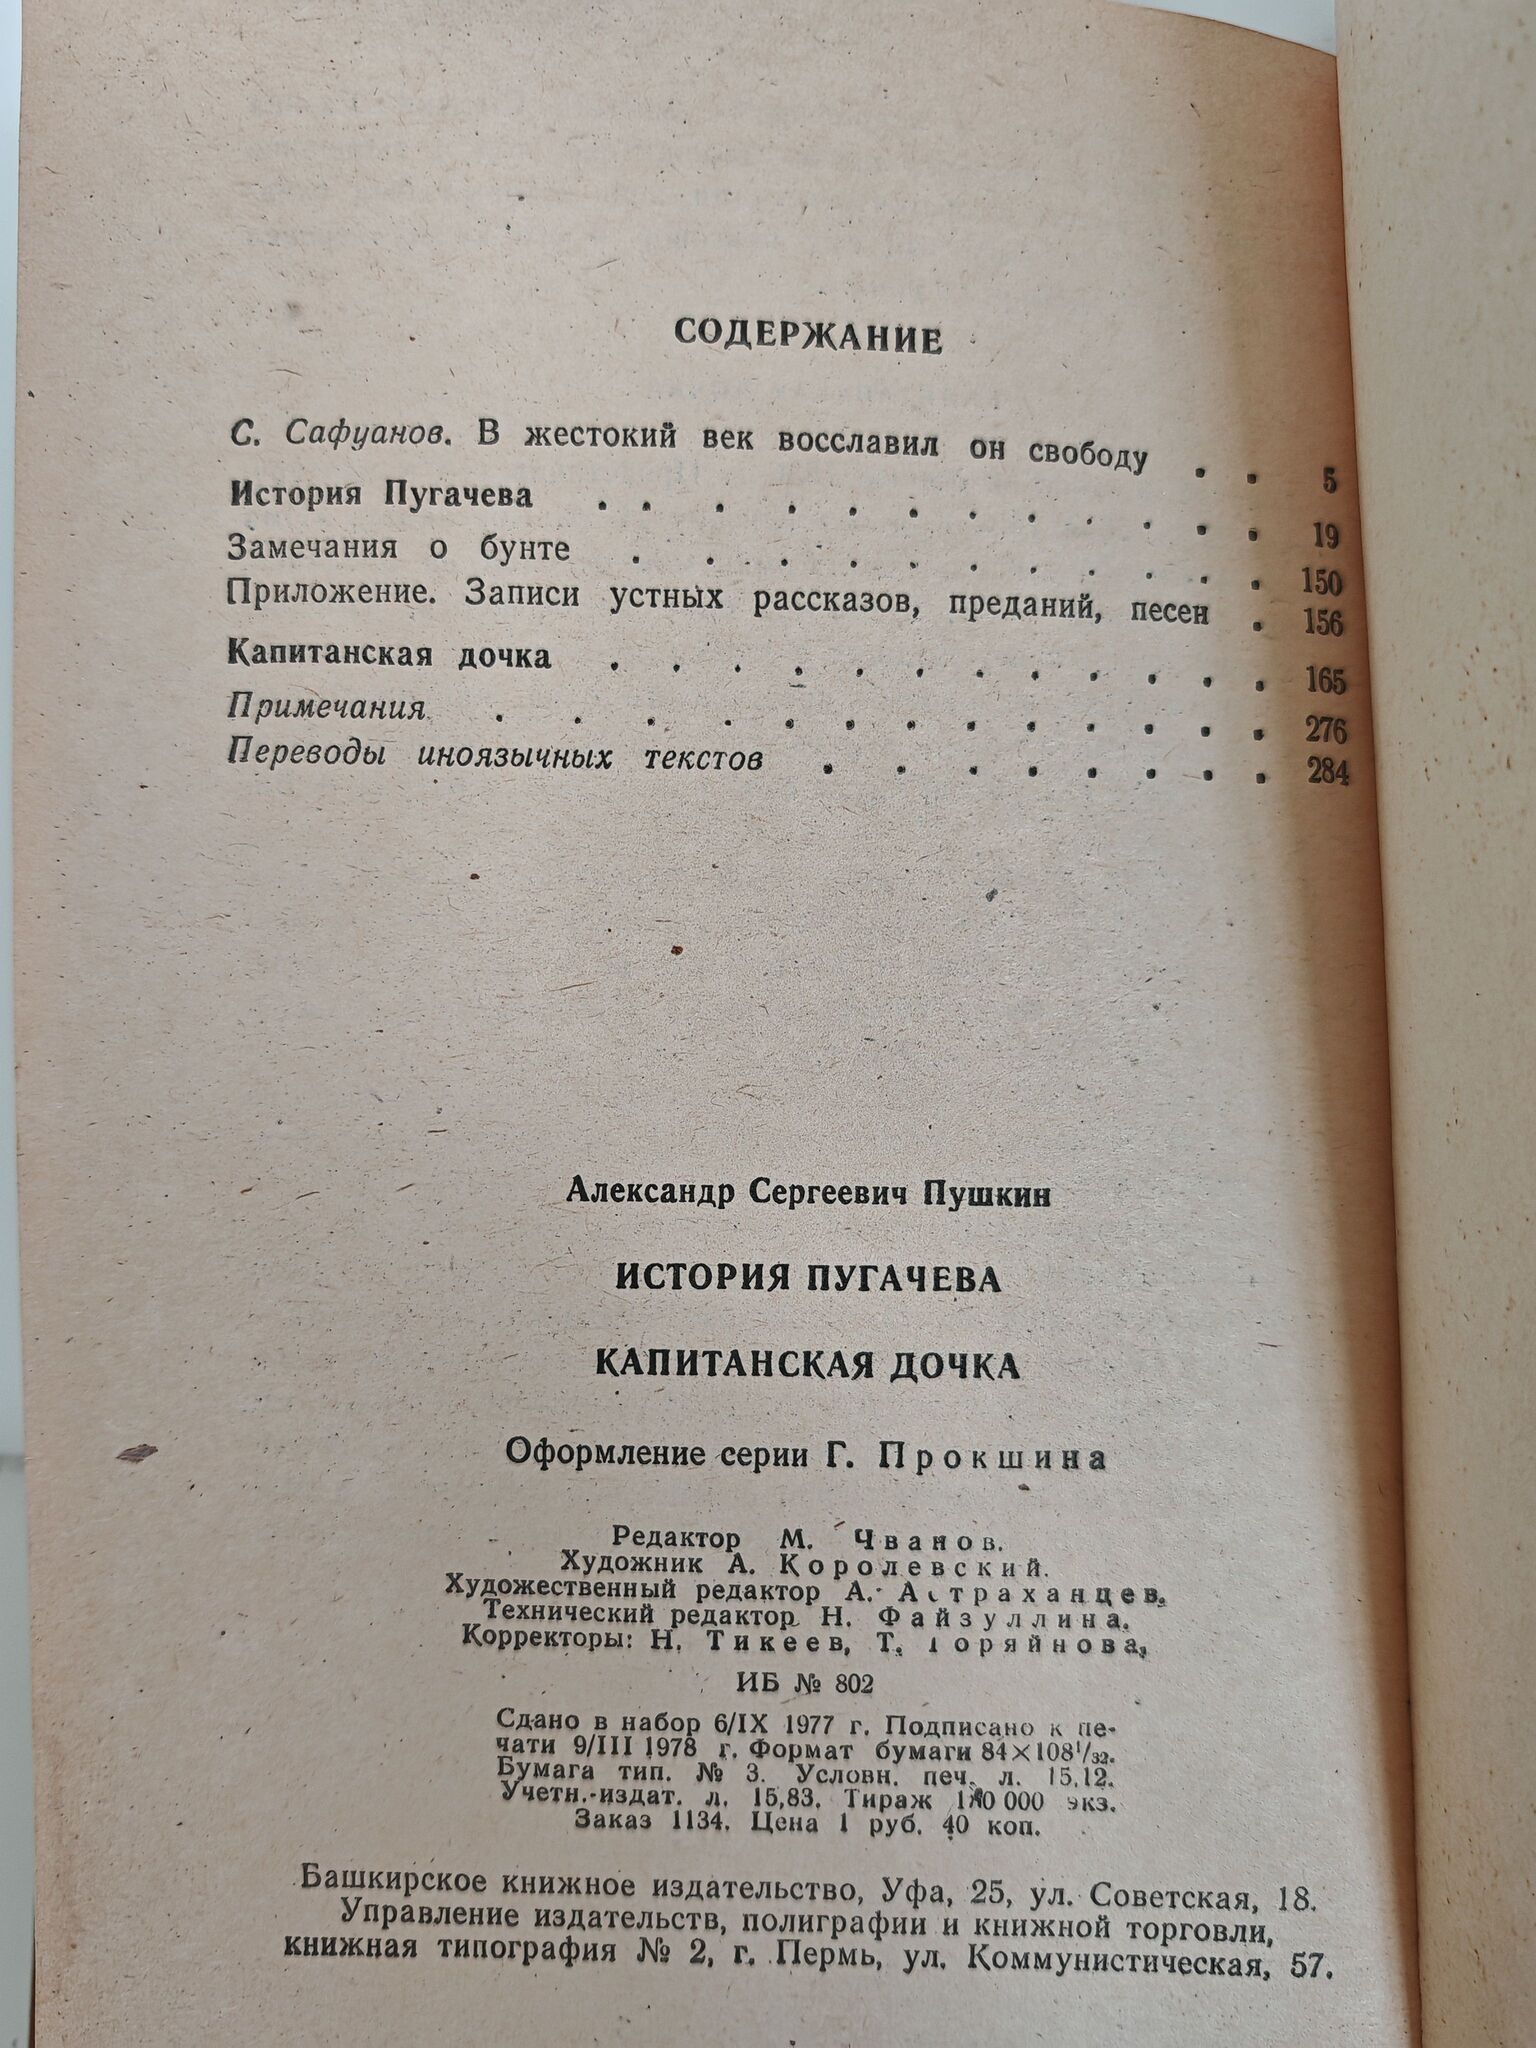 СОДЕРЖАНИЕ
С. Сафуанов. В жестокий век восславил он свободу . . 5
История Пугачева . . . . . . . . . . . 19
Замечания о бунте . . . . . . . . . . 150
Приложение. Записи устных рассказов, преданий, песен . 156
Капитанская дочка . . . . . . . . . . . 165
Примечания . . . . . . . . . . . . . 276
Переводы иноязычных текстов . . . . . . . . 284
Александр Сергеевич Пушкин
ИСТОРИЯ ПУГАЧЕВА
КАПИТАНСКАЯ ДОЧКА
Оформление серии Г. Прокшина
Редактор М. Чванов.
Художник А. Королевский.
Художественный редактор А. Астраханцев.
Технический редактор Н. Файзуллина.
Корректоры: Н. Тикеев, Т. Горяйнова.
ИБ № 802
Сдано в набор 6/IX 1977 г. Подписано к пе-
чати 9/III 1978 г. Формат бумаги 84×108¹/₃₂.
Бумага тип. № 3. Условн. печ. л. 15,12.
Учетн.-издат. л. 15,83. Тираж 000 экз.
Заказ 1134. Цена 1 руб. 40 коп.
Башкирское книжное издательство, Уфа, 25, ул. Советская, 18.
Управление издательств, полиграфии и книжной торговли,
книжная типография № 2, г. Пермь, ул. Коммунистическая, 57.